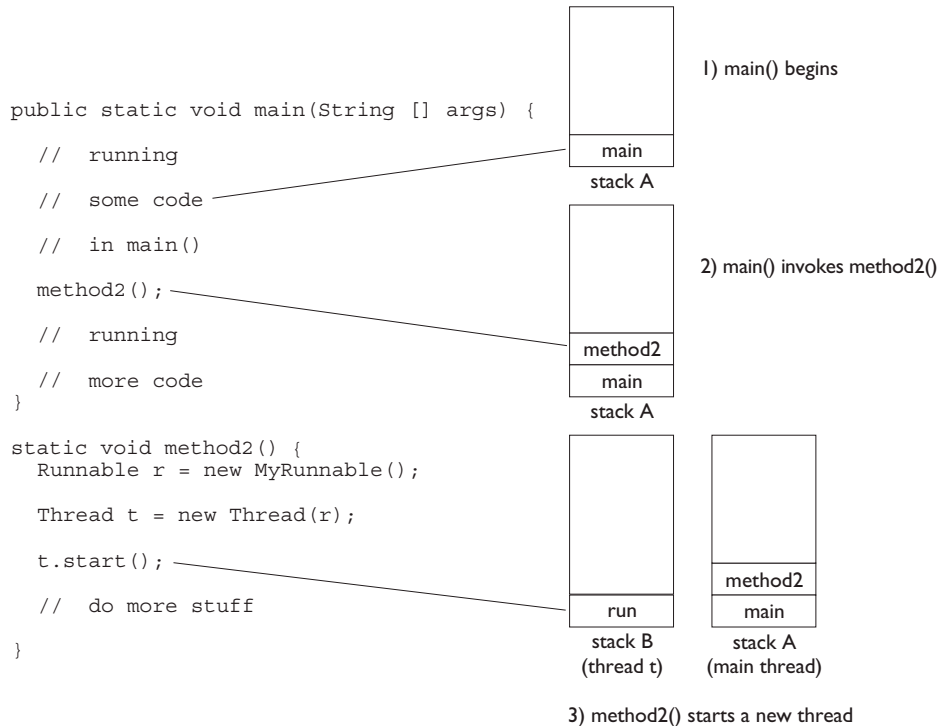 public static void main(String [] args) {
// running
// some code
// in main()
method2();
// running
// more code
}
static void method2() {
Runnable r = new MyRunnable();
Thread t = new Thread(r);
t.start();
// do more stuff
}
1) main() begins
main
stack A
2) main() invokes method2()
method2
main
stack A
run
stack B
(thread t)
method2
main
stack A
(main thread)
3) method2() starts a new thread